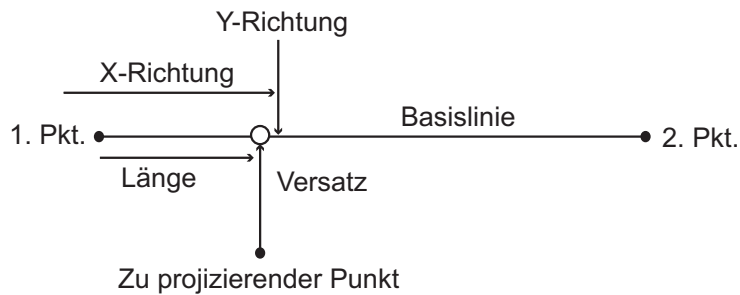 Y-Richtung
X-Richtung
Basislinie
1. Pkt.
2. Pkt.
Länge
Versatz
Zu projizierender Punkt